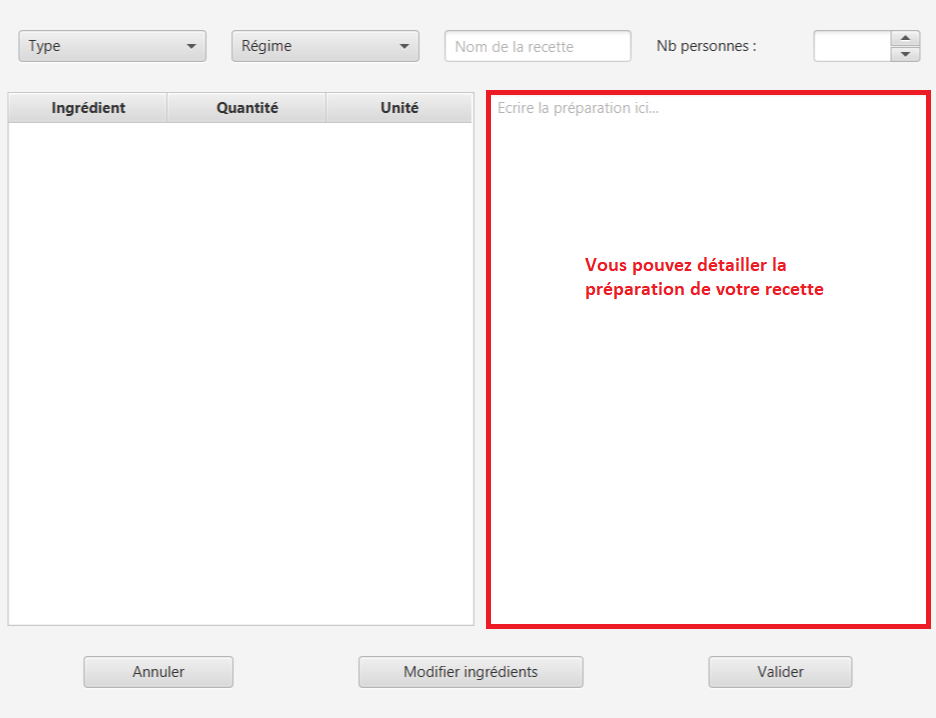 Type
Régime
Nom de la recette
Nb personnes :
Ingrédient
Quantité
Unité
Ecrire la préparation ici...
Vous pouvez détailler la
préparation de votre recette
Annuler
Modifier ingrédients
Valider